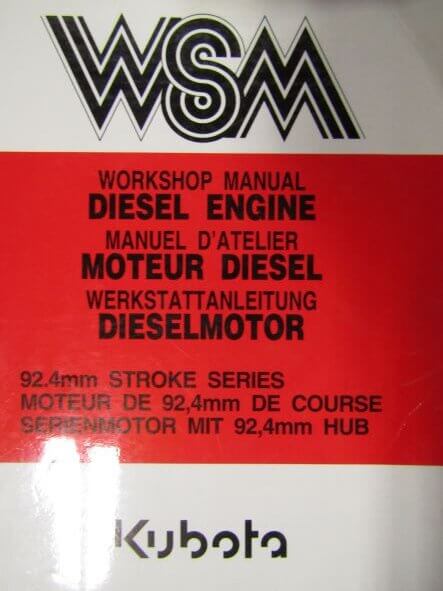 WSM
WORKSHOP MANUAL
DIESEL ENGINE
MANUEL D'ATELIER
MOTEUR DIESEL
WERKSTATTANLEITUNG
DIESELMOTOR
92.4mm STROKE SERIES
MOTEUR DE 92,4mm DE COURSE
SERIENMOTOR MIT 92,4mm HUB
Kubota